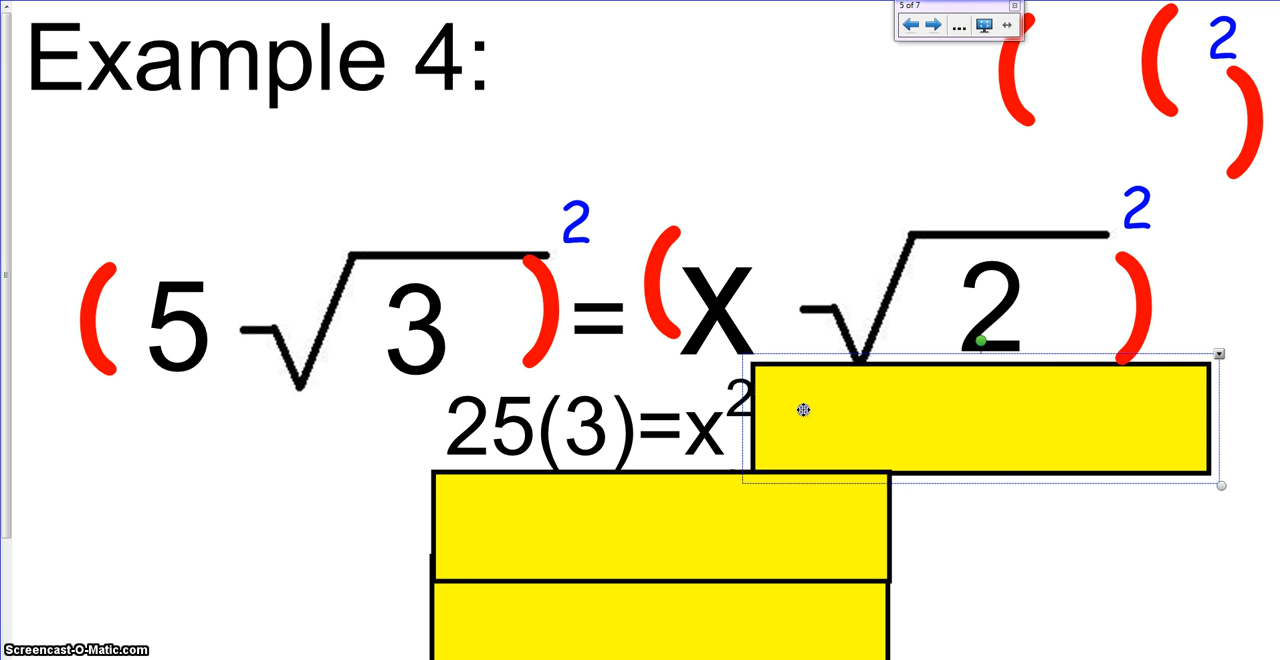 5 of 7
Example 4:
( ( 2 )
(5√3)2 = (x√2)2
25(3)=x2
Screencast-O-Matic.com